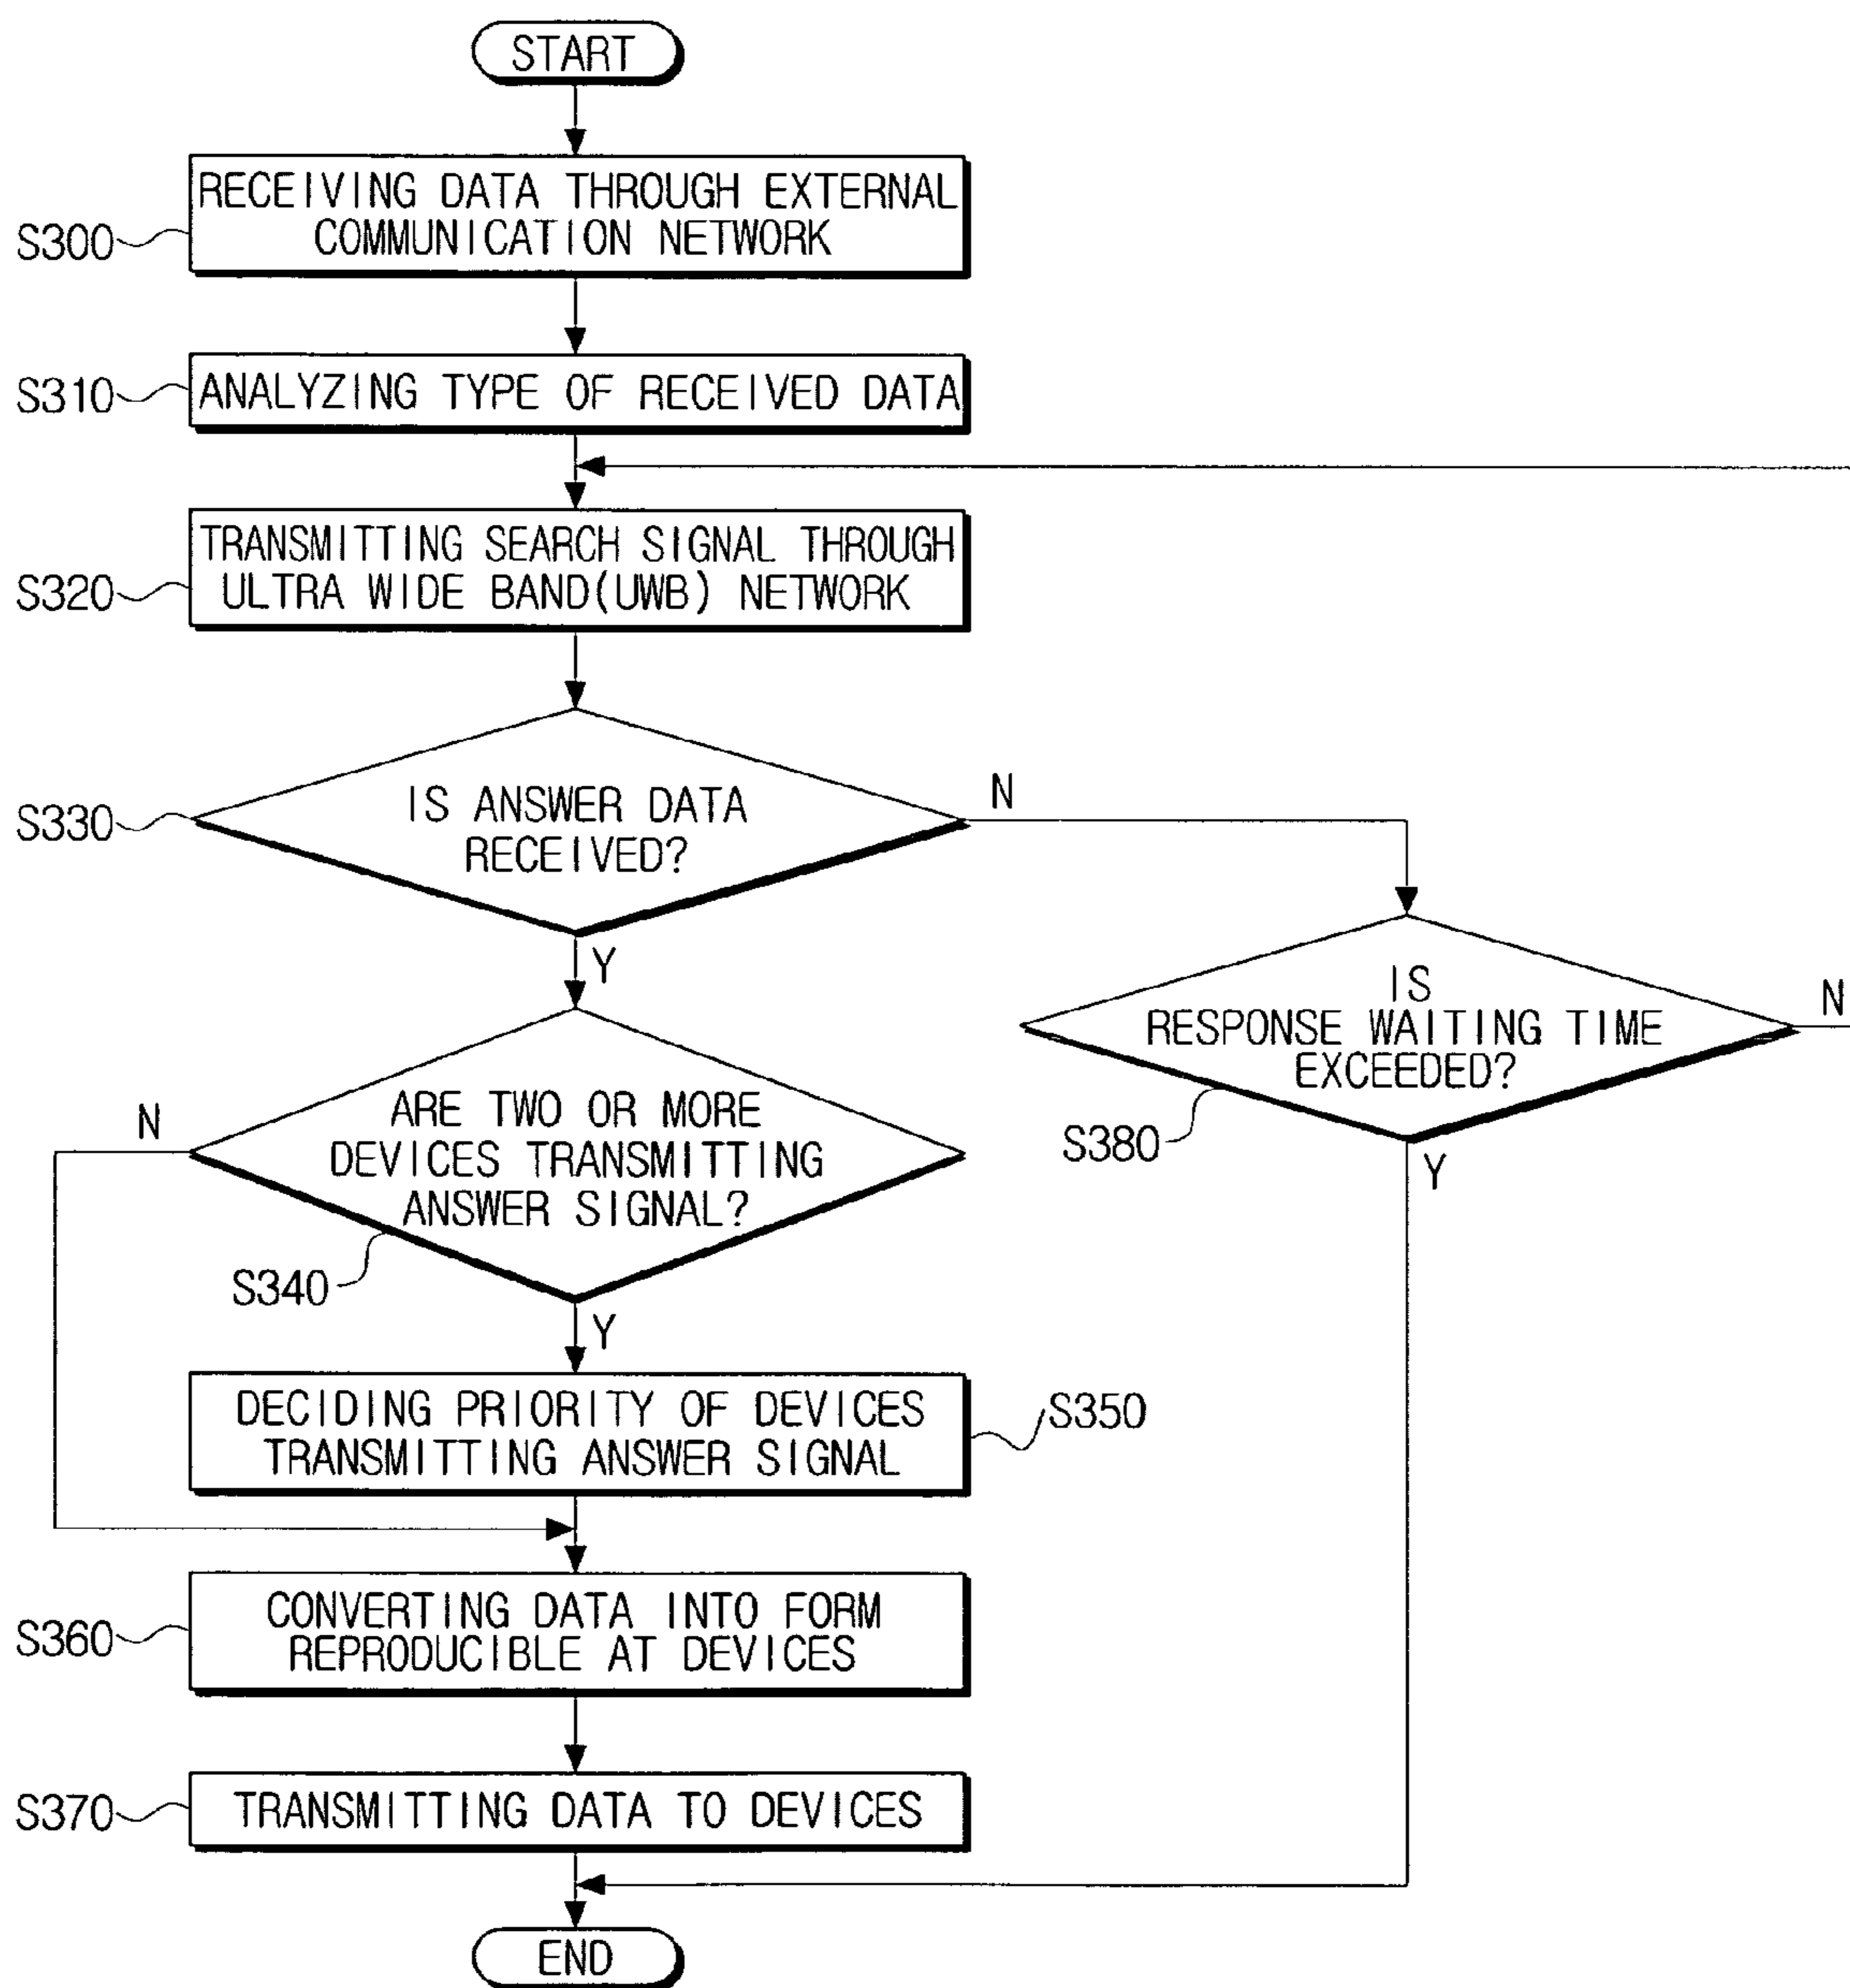 START
RECEIVING DATA THROUGH EXTERNAL
COMMUNICATION NETWORK
S300
ANALYZING TYPE OF RECEIVED DATA
S310
TRANSMITTING SEARCH SIGNAL THROUGH
ULTRA WIDE BAND(UWB) NETWORK
S320
IS ANSWER DATA
RECEIVED?
S330
N
Y
IS
RESPONSE WAITING TIME
EXCEEDED?
N
S380
Y
ARE TWO OR MORE
DEVICES TRANSMITTING
ANSWER SIGNAL?
N
S340
Y
DECIDING PRIORITY OF DEVICES
TRANSMITTING ANSWER SIGNAL
S350
CONVERTING DATA INTO FORM
REPRODUCIBLE AT DEVICES
S360
TRANSMITTING DATA TO DEVICES
S370
END